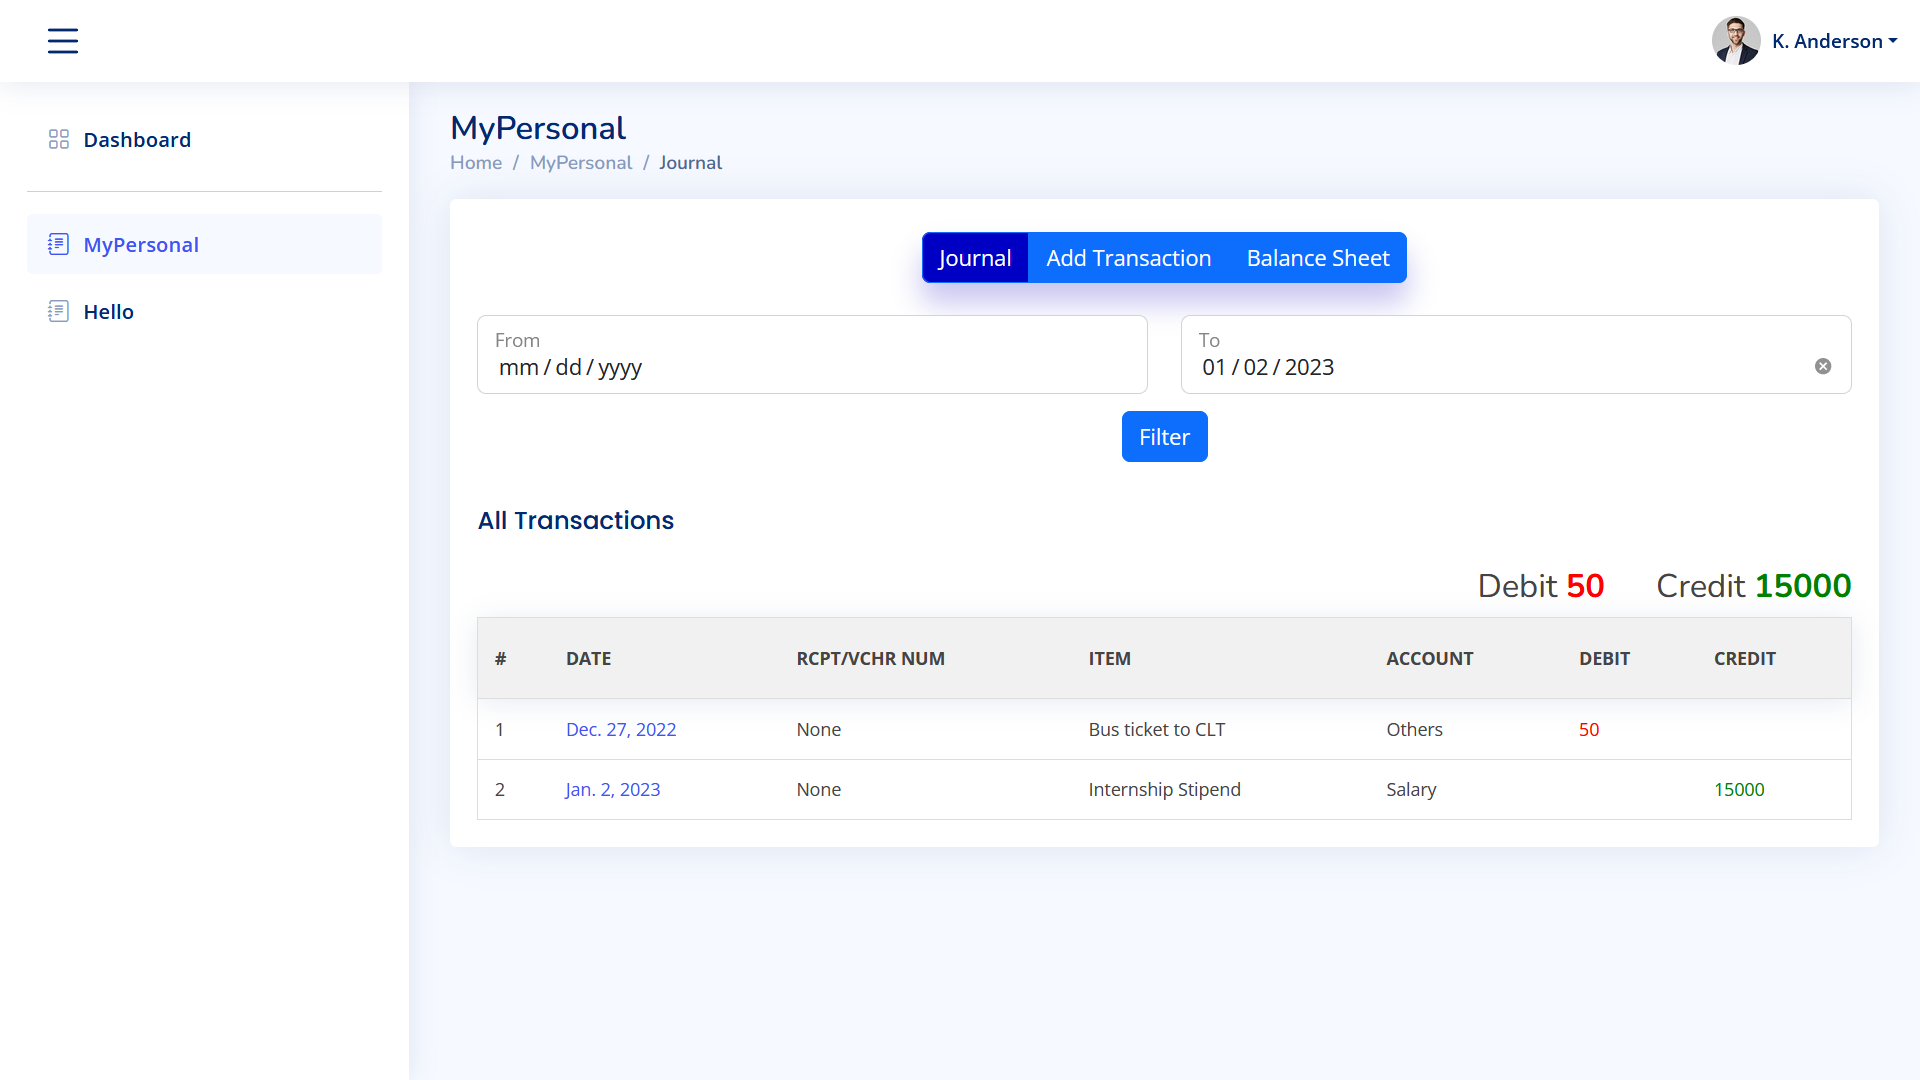 K. Anderson
Dashboard
MyPersonal
Hello
MyPersonal
Home / MyPersonal / Journal
Journal Add Transaction Balance Sheet
From
mm/dd/yyyy
To
01/02/2023
Filter
All Transactions
Debit 50 Credit 15000
# DATE RCPT/VCHR NUM ITEM ACCOUNT DEBIT CREDIT
1 Dec. 27, 2022 None Bus ticket to CLT Others 50
2 Jan. 2, 2023 None Internship Stipend Salary 15000